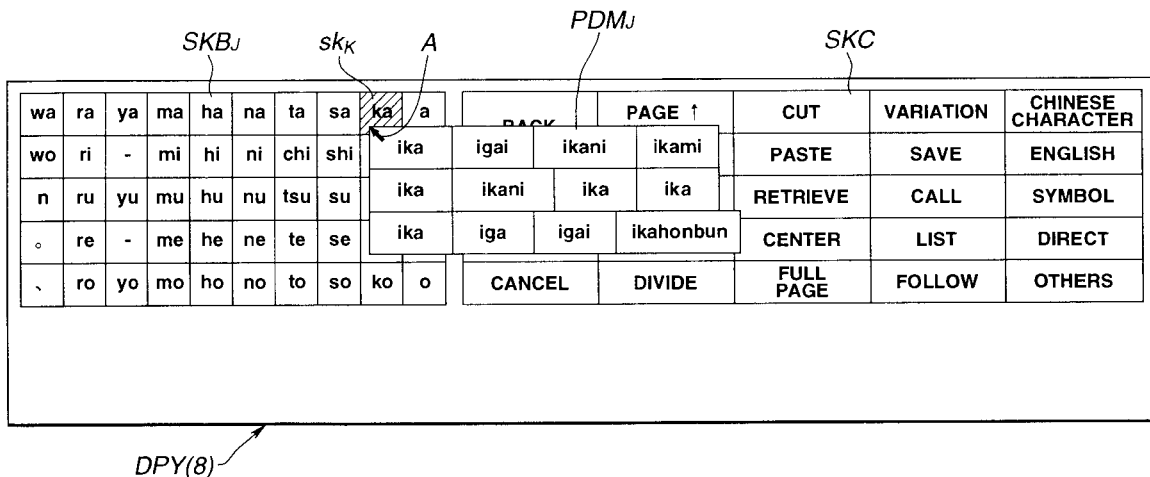 SKBJ skK A PDMJ SKC
wa ra ya ma ha na ta sa ka a PAGE ↑ CUT VARIATION CHINESE CHARACTER
wo ri - mi hi ni chi shi ika igai ikani ikami PASTE SAVE ENGLISH
n ru yu mu hu nu tsu su ika ikani ika ika RETRIEVE CALL SYMBOL
。 re - me he ne te se ika iga igai ikahonbun CENTER LIST DIRECT
、 ro yo mo ho no to so ko o CANCEL DIVIDE FULL PAGE FOLLOW OTHERS
DPY(8)